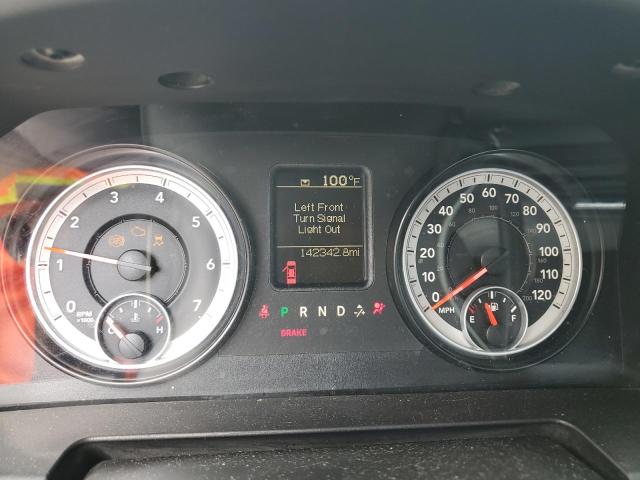 100°F
Left Front
Turn Signal
Light Out
142342.8mi
0 1 2 3 4 5 6 7
RPM
x1000
H
P R N D
BRAKE
0 10 20 30 40 50 60 70 80 90 100 110 120
MPH
E F